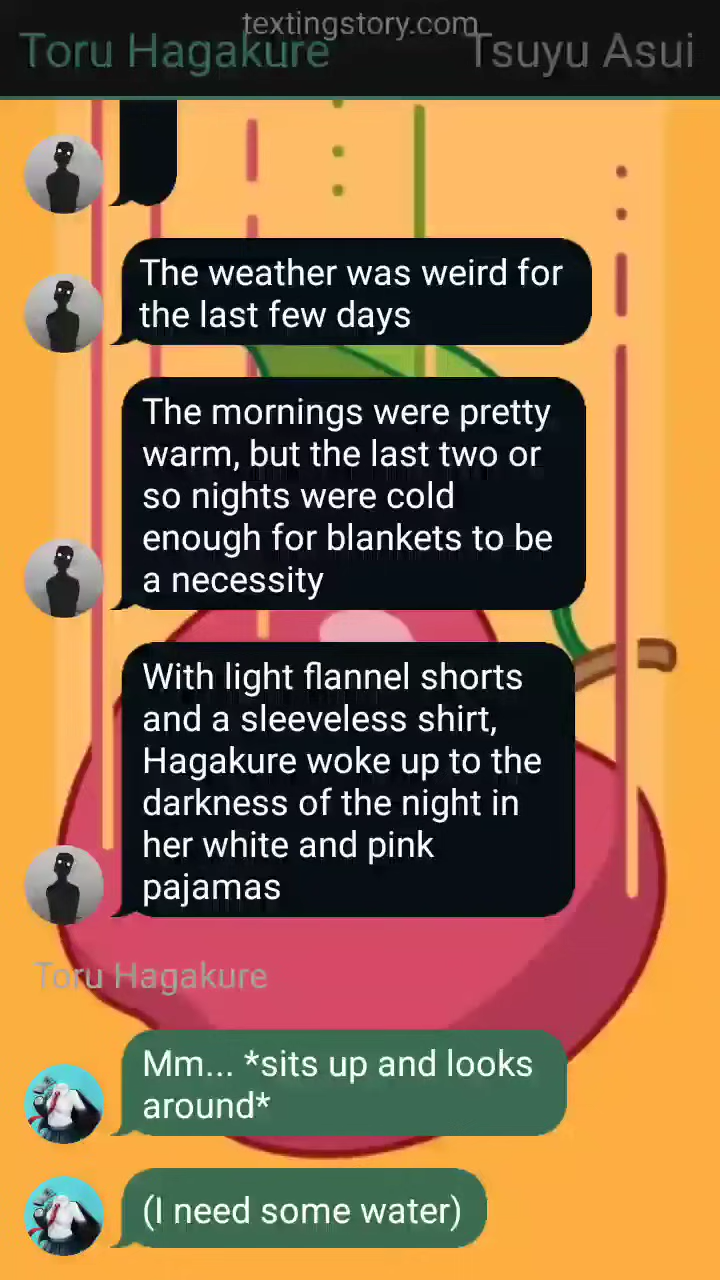 textingstory.com
Toru Hagakure
Tsuyu Asui
The weather was weird for
the last few days
The mornings were pretty
warm, but the last two or
so nights were cold
enough for blankets to be
a necessity
With light flannel shorts
and a sleeveless shirt,
Hagakure woke up to the
darkness of the night in
her white and pink
pajamas
Toru Hagakure
Mm... *sits up and looks
around*
(I need some water)